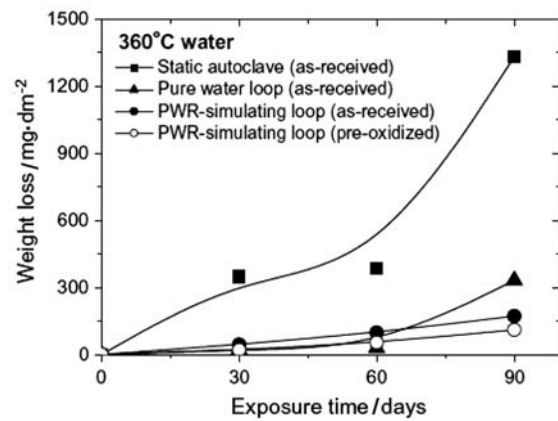 360°C water
Static autoclave (as-received)
Pure water loop (as-received)
PWR-simulating loop (as-received)
PWR-simulating loop (pre-oxidized)
Weight loss/mg·dm⁻²
1500
1200
900
600
300
0
0 30 60 90
Exposure time/days